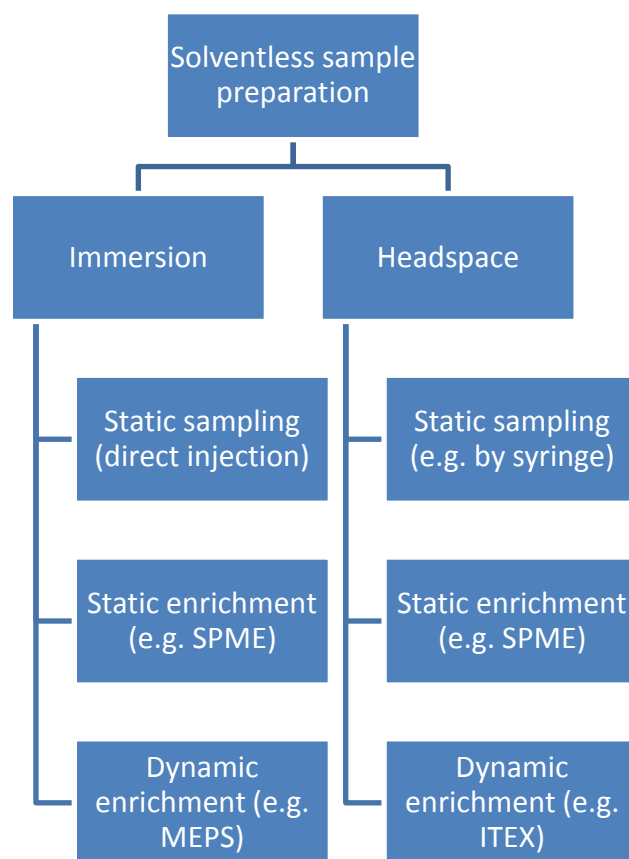 Solventless sample
preparation
Immersion
Headspace
Static sampling
(direct injection)
Static sampling
(e.g. by syringe)
Static enrichment
(e.g. SPME)
Static enrichment
(e.g. SPME)
Dynamic
enrichment (e.g.
MEPS)
Dynamic
enrichment (e.g.
ITEX)